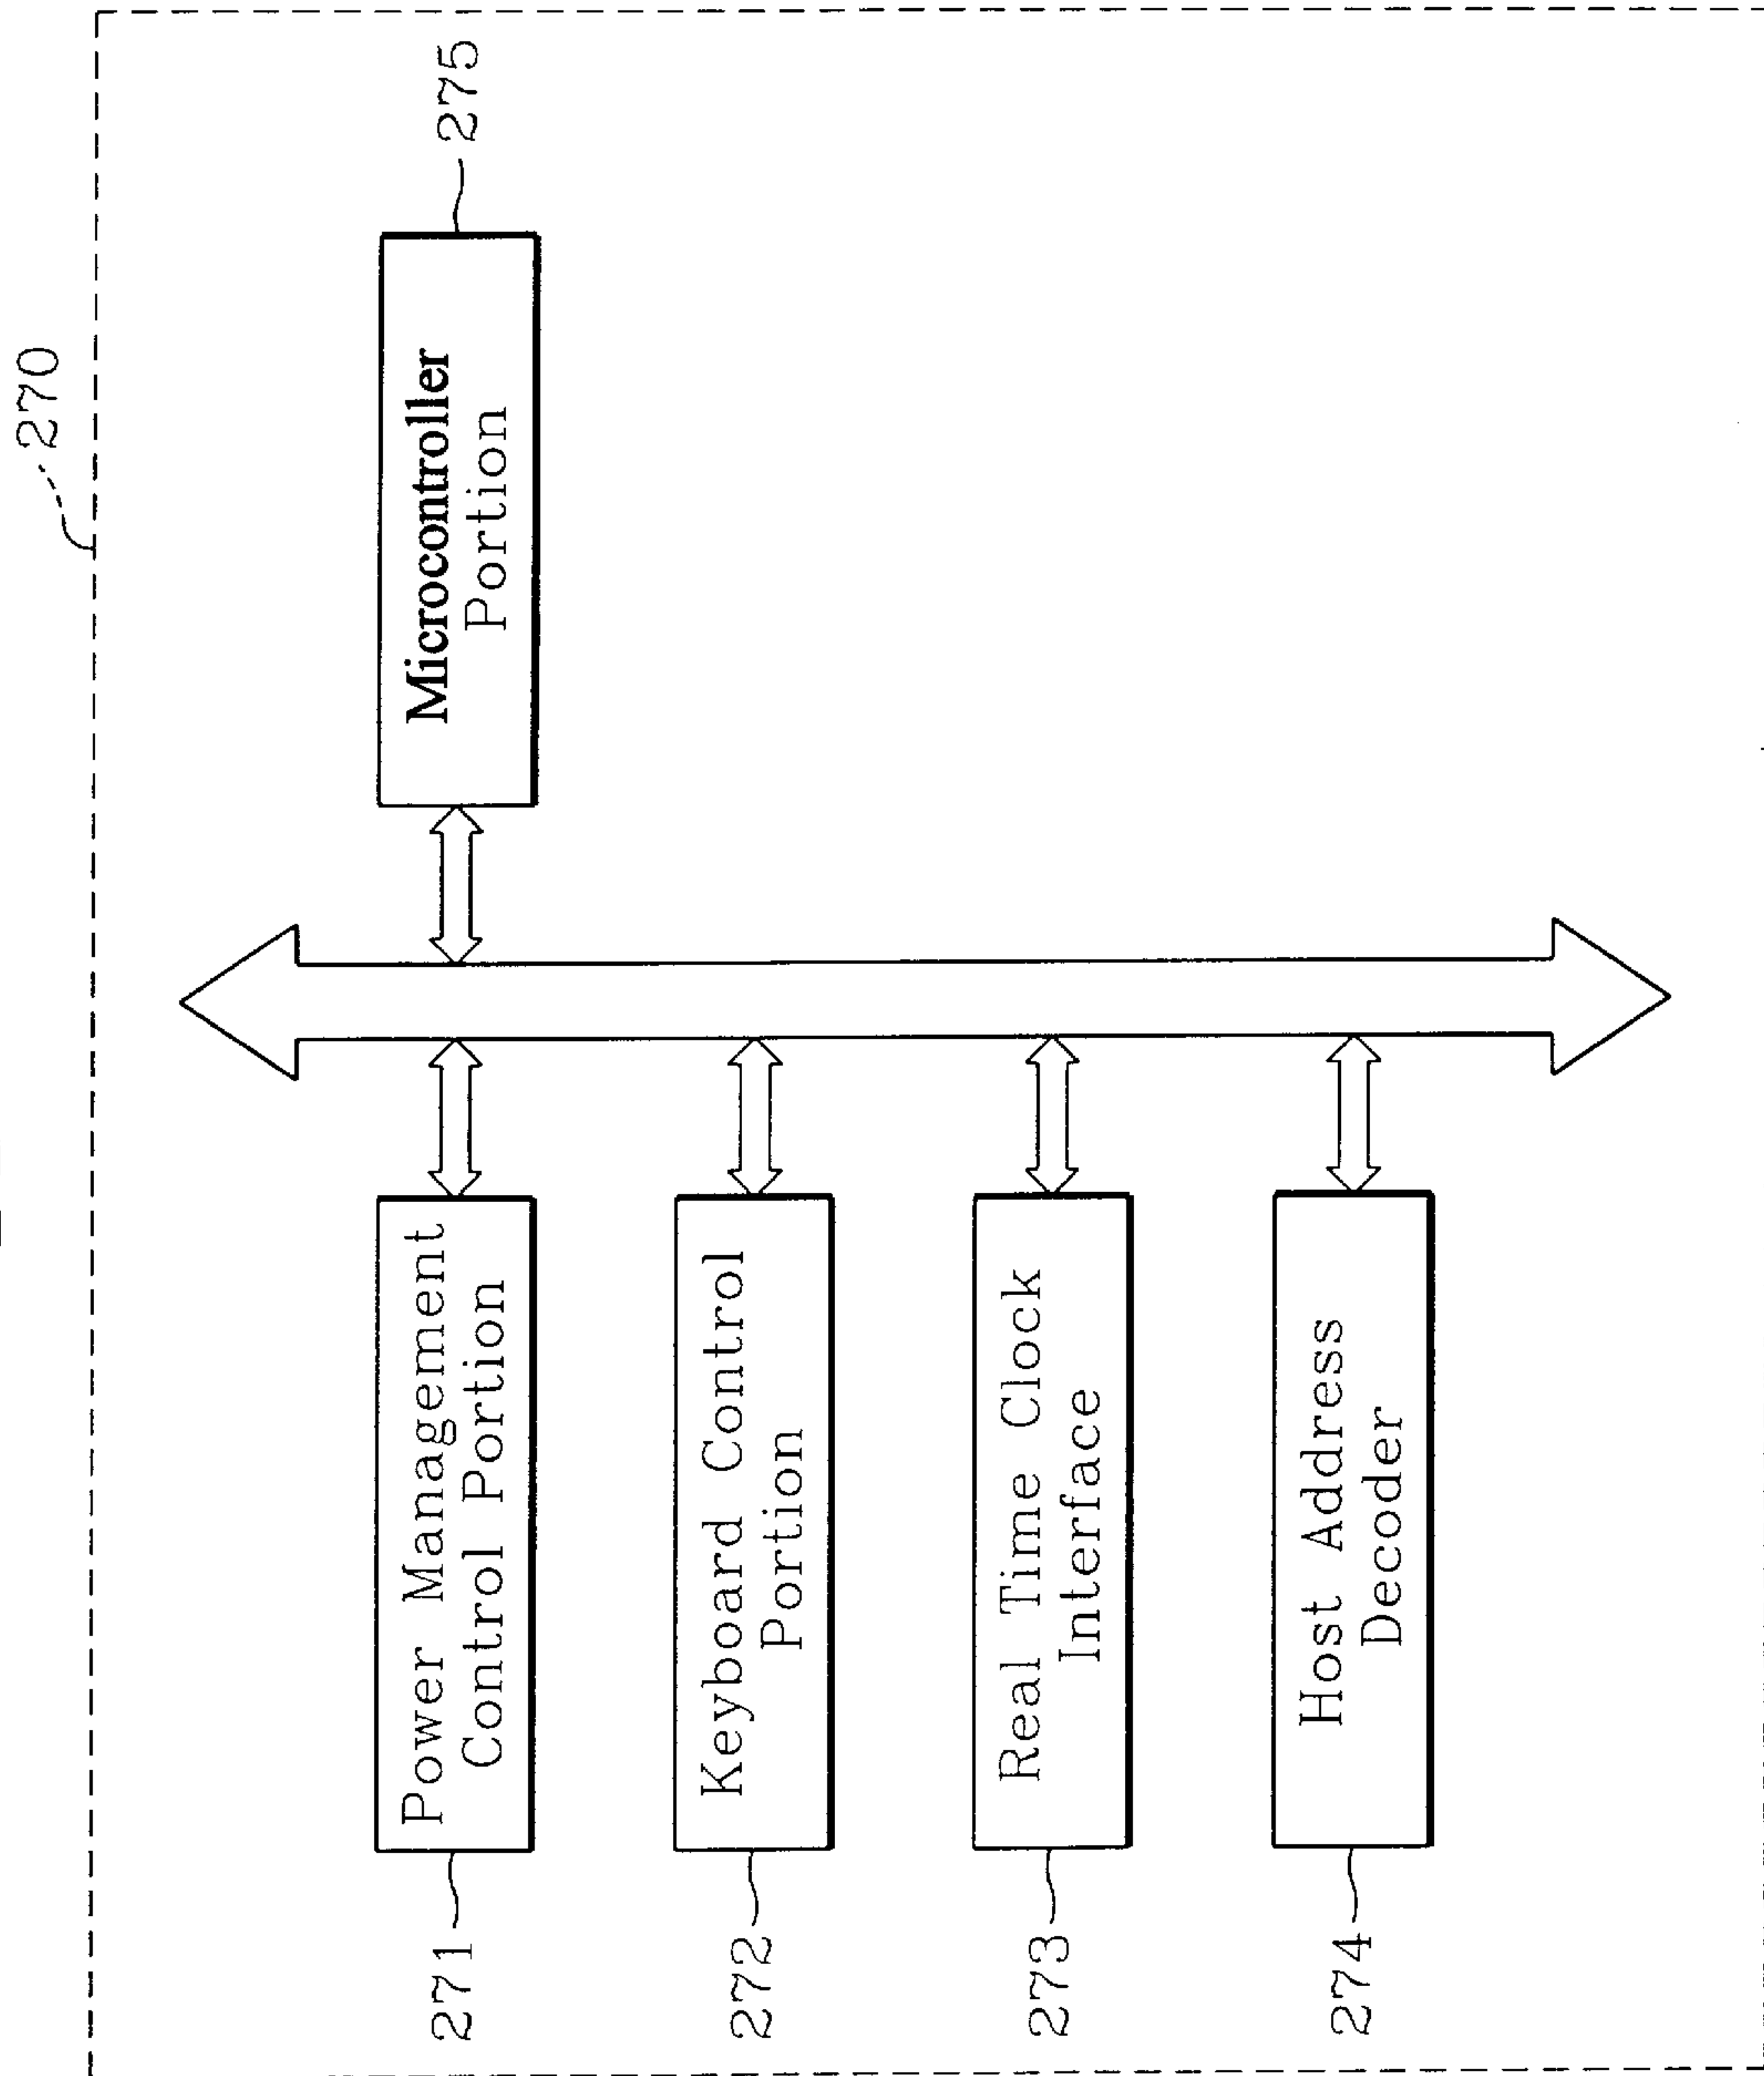 270
271
Power Management
Control Portion
Microcontroller
Portion
275
272
Keyboard Control
Portion
273
Real Time Clock
Interface
274
Host Address
Decoder